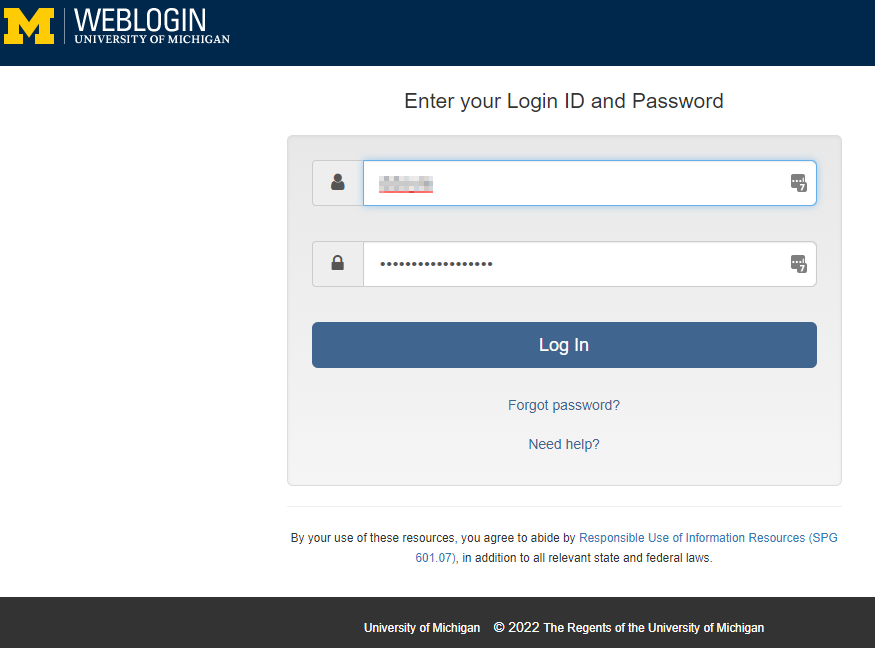 M WEBLOGIN
UNIVERSITY OF MICHIGAN
Enter your Login ID and Password
7
••••••••••••••••••
7
Log In
Forgot password?
Need help?
By your use of these resources, you agree to abide by Responsible Use of Information Resources (SPG
601.07), in addition to all relevant state and federal laws.
University of Michigan © 2022 The Regents of the University of Michigan